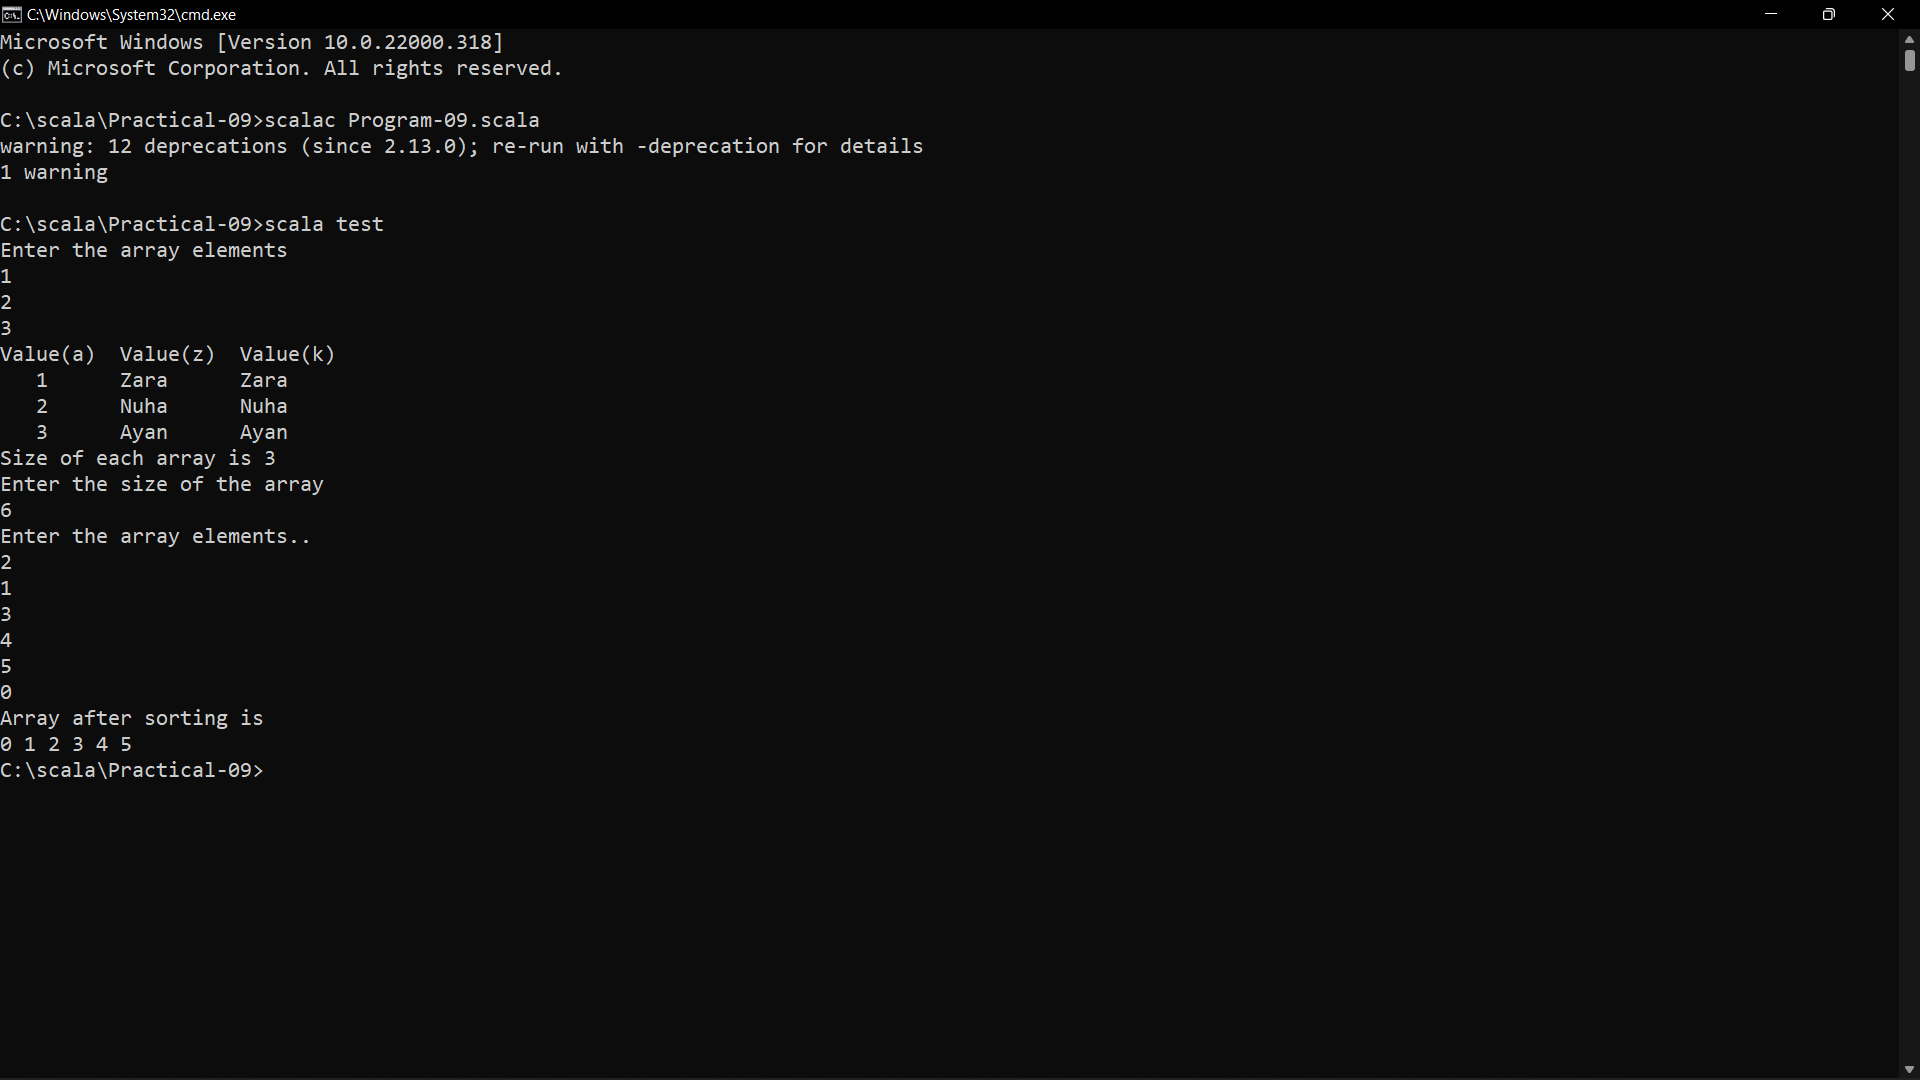 C:\Windows\System32\cmd.exe
Microsoft Windows [Version 10.0.22000.318]
(c) Microsoft Corporation. All rights reserved.
C:\scala\Practical-09>scalac Program-09.scala
warning: 12 deprecations (since 2.13.0); re-run with -deprecation for details
1 warning
C:\scala\Practical-09>scala test
Enter the array elements
1
2
3
Value(a)  Value(z)  Value(k)
   1      Zara      Zara
   2      Nuha      Nuha
   3      Ayan      Ayan
Size of each array is 3
Enter the size of the array
6
Enter the array elements..
2
1
3
4
5
0
Array after sorting is
0 1 2 3 4 5
C:\scala\Practical-09>